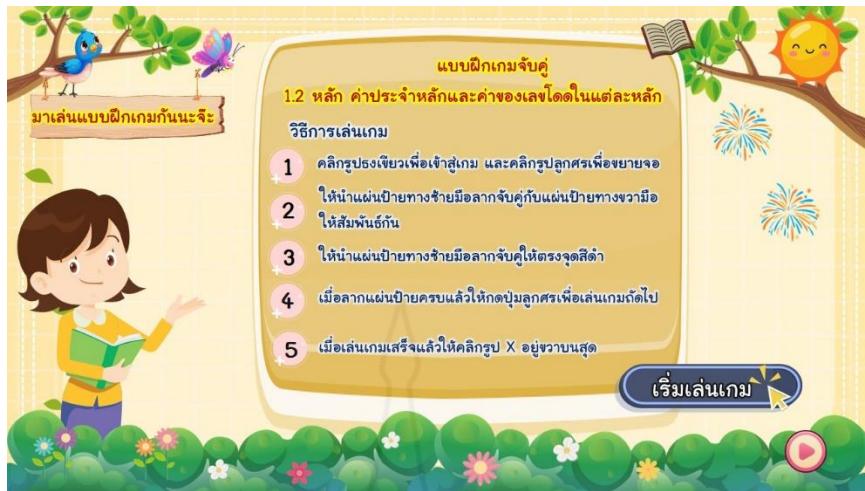 แบบฝึกเกมจับคู่
1.2 หลัก ค่าประจำหลักและค่าของเลขโดดในแต่ละหลัก
มาเล่นแบบฝึกเกมกันนะจ๊ะ
วิธีการเล่นเกม
1 คลิกรูปธงเขียวเพื่อเข้าสู่เกม และคลิกรูปลูกศรเพื่อขยายจอ
2 ให้นำแผ่นป้ายทางซ้ายมือลากจับคู่กับแผ่นป้ายทางขวามือ
ให้สัมพันธ์กัน
3 ให้นำแผ่นป้ายทางซ้ายมือลากจับคู่ให้ตรงจุดสีดำ
4 เมื่อลากแผ่นป้ายครบแล้วให้กดปุ่มลูกศรเพื่อเล่นเกมถัดไป
5 เมื่อเล่นเกมเสร็จแล้วให้คลิกรูป X อยู่ขวาบนสุด
เริ่มเล่นเกม